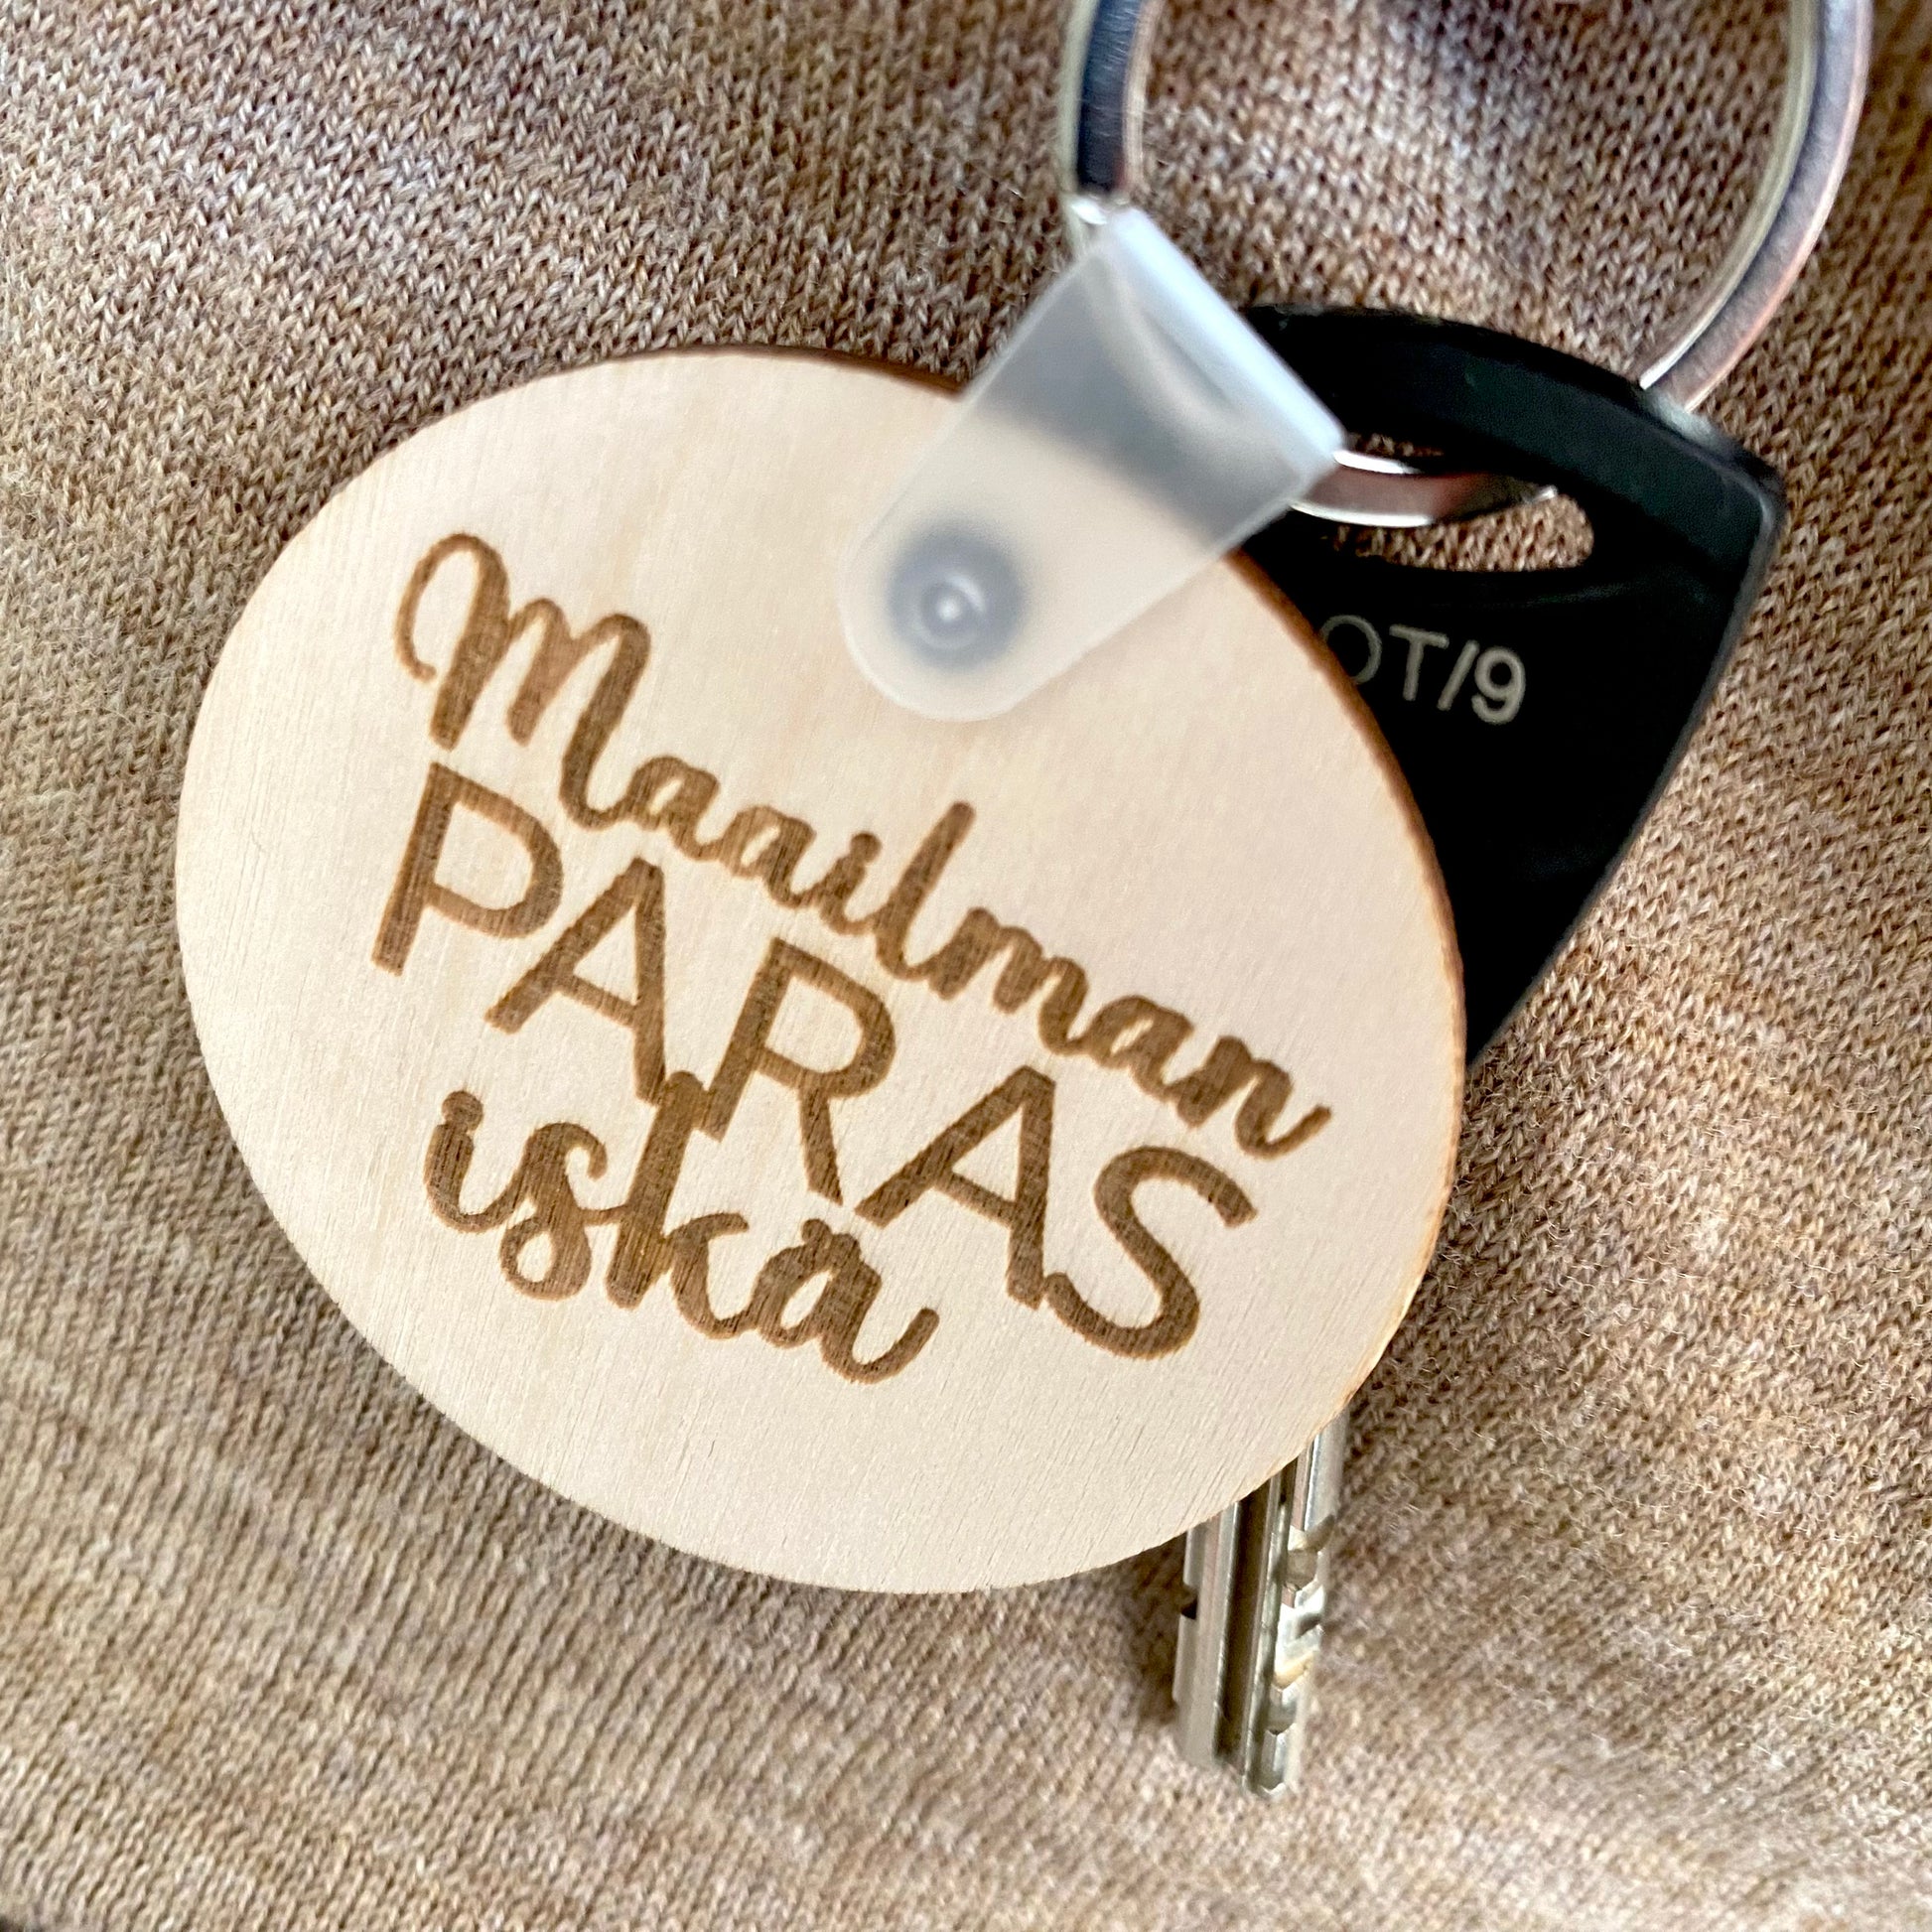 Maailman
PARAS
iskä
OT/9